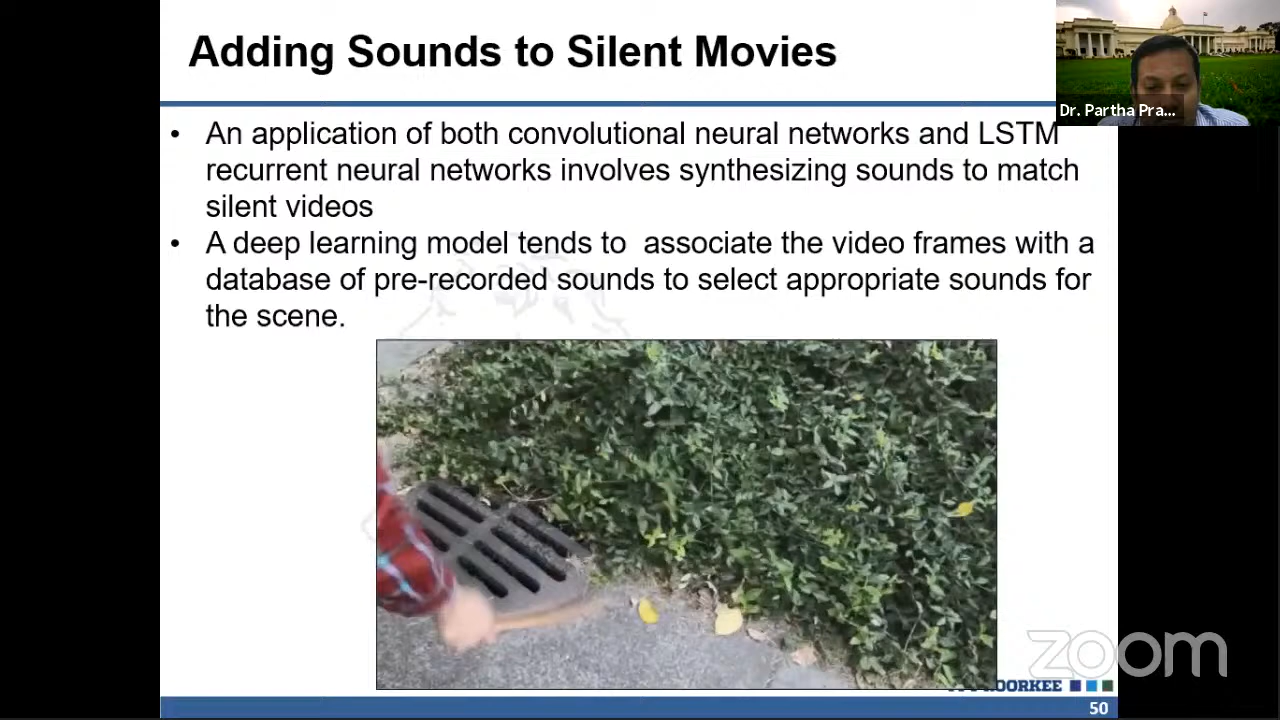 Adding Sounds to Silent Movies
Dr. Partha Pra...
• An application of both convolutional neural networks and LSTM
recurrent neural networks involves synthesizing sounds to match
silent videos
• A deep learning model tends to associate the video frames with a
database of pre-recorded sounds to select appropriate sounds for
the scene.
zoom
ROORKEE
50